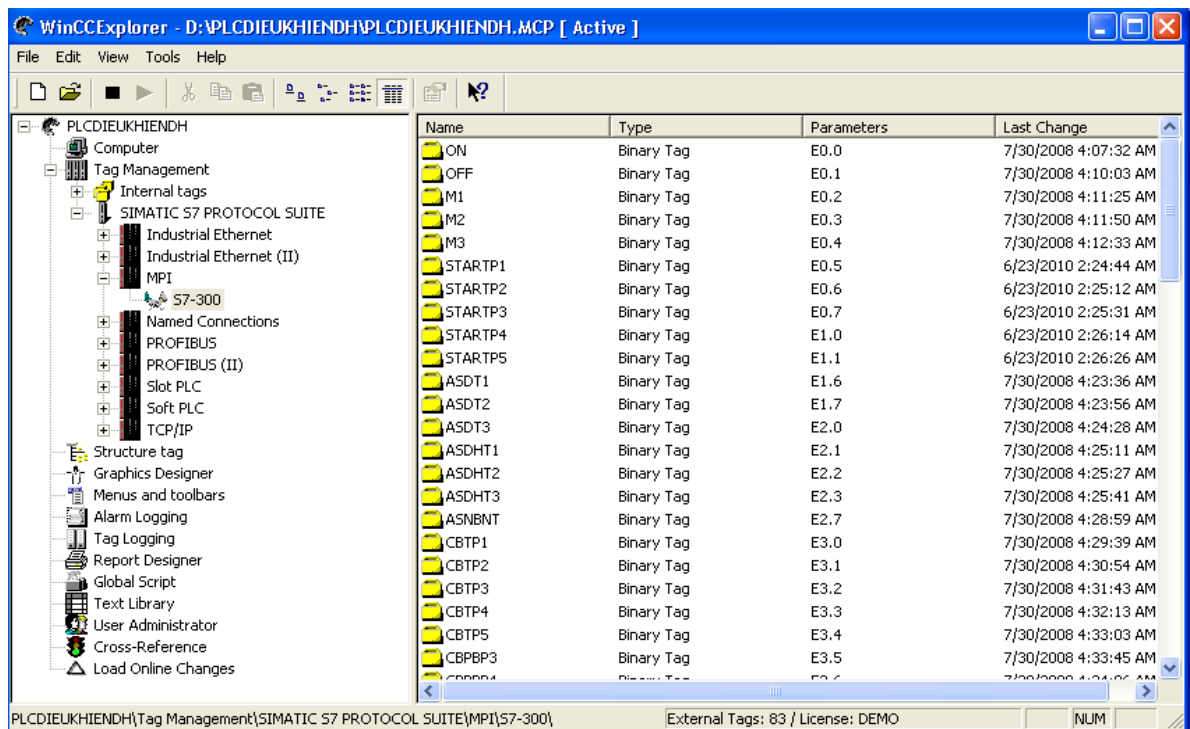 WinCCExplorer - D:\PLCDIEUKHIENDH\PLCDIEUKHIENDH.MCP [ Active ]
File Edit View Tools Help
PLCDIEUKHIENDH
Computer
Tag Management
Internal tags
SIMATIC S7 PROTOCOL SUITE
Industrial Ethernet
Industrial Ethernet (II)
MPI
S7-300
Named Connections
PROFIBUS
PROFIBUS (II)
Slot PLC
Soft PLC
TCP/IP
Structure tag
Graphics Designer
Menus and toolbars
Alarm Logging
Tag Logging
Report Designer
Global Script
Text Library
User Administrator
Cross-Reference
Load Online Changes
Name Type Parameters Last Change
ON Binary Tag E0.0 7/30/2008 4:07:32 AM
OFF Binary Tag E0.1 7/30/2008 4:10:03 AM
M1 Binary Tag E0.2 7/30/2008 4:11:25 AM
M2 Binary Tag E0.3 7/30/2008 4:11:50 AM
M3 Binary Tag E0.4 7/30/2008 4:12:33 AM
STARTP1 Binary Tag E0.5 6/23/2010 2:24:44 AM
STARTP2 Binary Tag E0.6 6/23/2010 2:25:12 AM
STARTP3 Binary Tag E0.7 6/23/2010 2:25:31 AM
STARTP4 Binary Tag E1.0 6/23/2010 2:26:14 AM
STARTP5 Binary Tag E1.1 6/23/2010 2:26:26 AM
ASDT1 Binary Tag E1.6 7/30/2008 4:23:36 AM
ASDT2 Binary Tag E1.7 7/30/2008 4:23:56 AM
ASDT3 Binary Tag E2.0 7/30/2008 4:24:28 AM
ASDHT1 Binary Tag E2.1 7/30/2008 4:25:11 AM
ASDHT2 Binary Tag E2.2 7/30/2008 4:25:27 AM
ASDHT3 Binary Tag E2.3 7/30/2008 4:25:41 AM
ASNBNT Binary Tag E2.7 7/30/2008 4:28:59 AM
CBTP1 Binary Tag E3.0 7/30/2008 4:29:39 AM
CBTP2 Binary Tag E3.1 7/30/2008 4:30:54 AM
CBTP3 Binary Tag E3.2 7/30/2008 4:31:43 AM
CBTP4 Binary Tag E3.3 7/30/2008 4:32:13 AM
CBTP5 Binary Tag E3.4 7/30/2008 4:33:03 AM
CBPBP3 Binary Tag E3.5 7/30/2008 4:33:45 AM
PLCDIEUKHIENDH\Tag Management\SIMATIC S7 PROTOCOL SUITE\MPI\S7-300\ External Tags: 83 / License: DEMO NUM